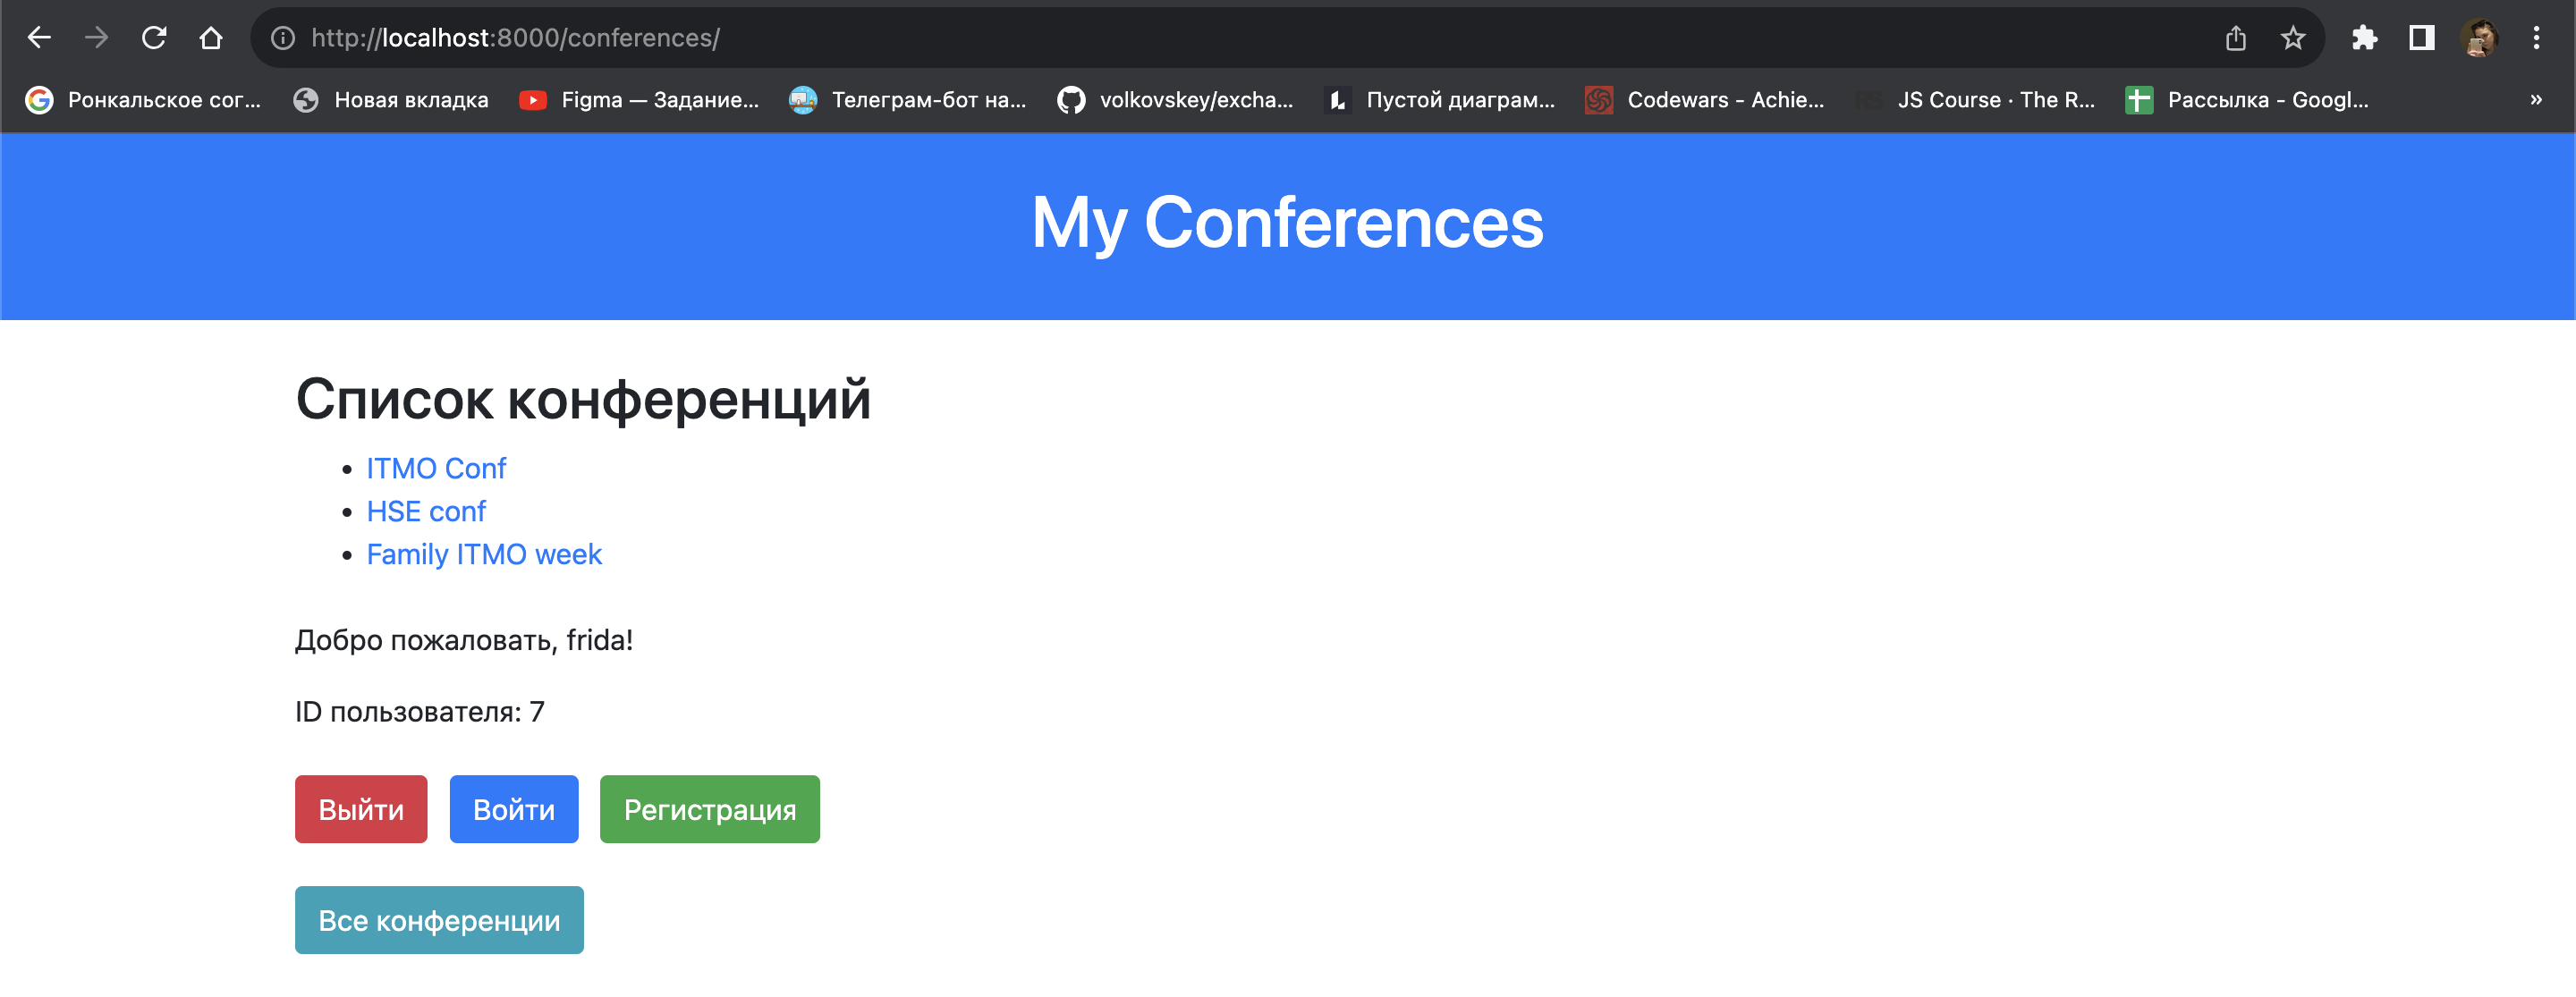 http://localhost:8000/conferences/
Ронкальское сог... Новая вкладка Figma — Задание... Телеграм-бот на... volkovskey/excha... Пустой диаграм... Codewars - Achie... RS JS Course · The R... Рассылка - Googl... »
My Conferences
Список конференций
• ITMO Conf
• HSE conf
• Family ITMO week
Добро пожаловать, frida!
ID пользователя: 7
Выйти Войти Регистрация
Все конференции